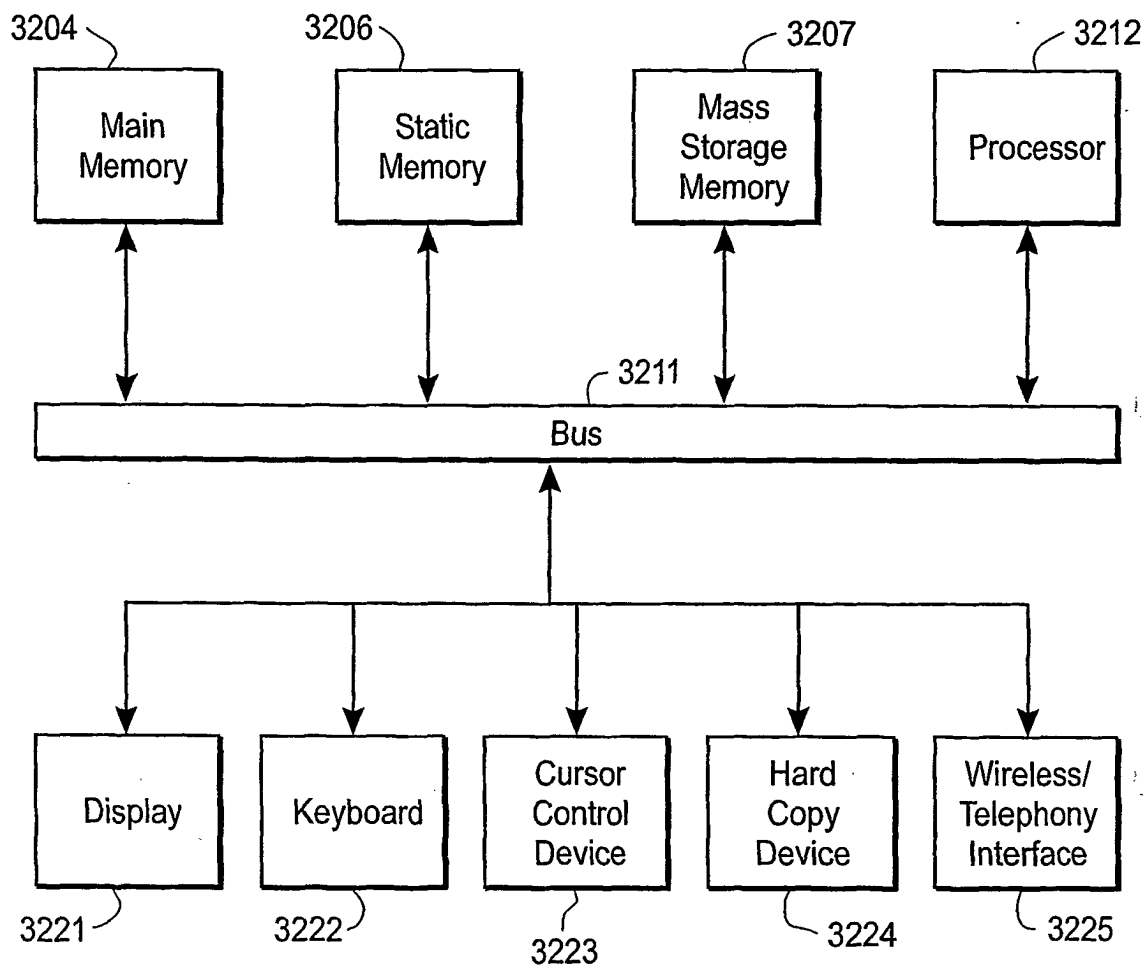 3204
3206
3207
3212
Main
Memory
Static
Memory
Mass
Storage
Memory
Processor
3211
Bus
Display
Keyboard
Cursor
Control
Device
Hard
Copy
Device
Wireless/
Telephony
Interface
3221
3222
3223
3224
3225